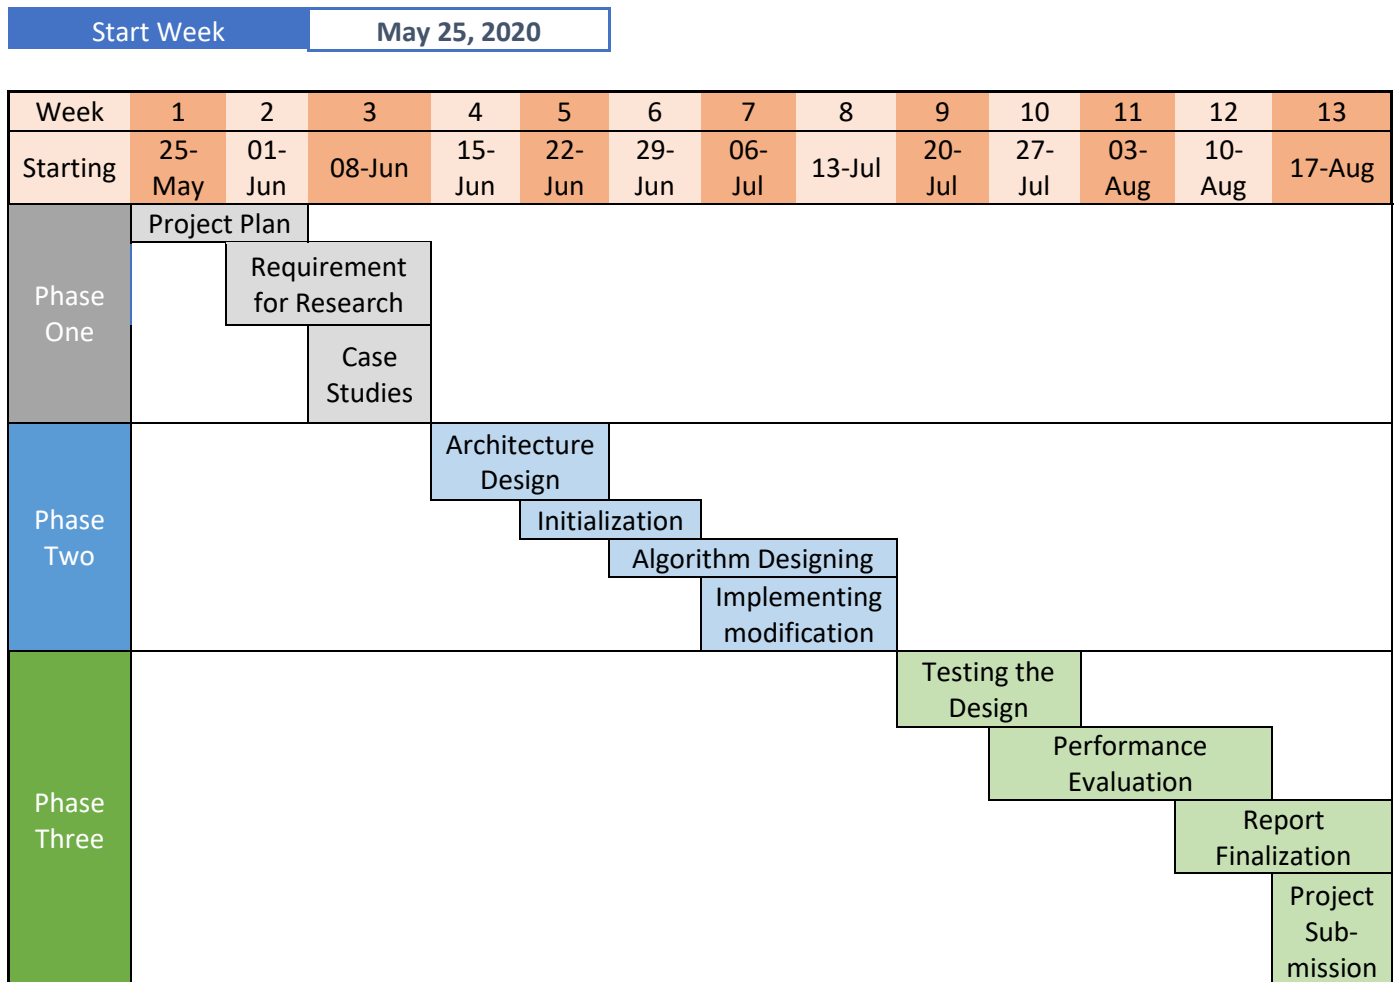 Start Week May 25, 2020
Week 1 2 3 4 5 6 7 8 9 10 11 12 13
Starting 25-May 01-Jun 08-Jun 15-Jun 22-Jun 29-Jun 06-Jul 13-Jul 20-Jul 27-Jul 03-Aug 10-Aug 17-Aug
Phase
One
Project Plan
Requirement
for Research
Case
Studies
Phase
Two
Architecture
Design
Initialization
Algorithm Designing
Implementing
modification
Phase
Three
Testing the
Design
Performance
Evaluation
Report
Finalization
Project
Sub-
mission